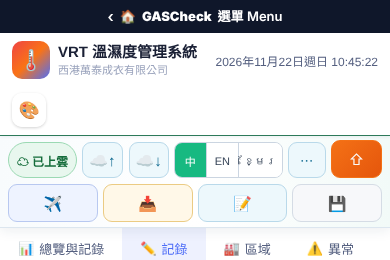 ‹ 🏠 GASCheck 選單 Menu
VRT 溫濕度管理系統
西港萬泰成衣有限公司
2026年11月22日週日 10:45:22
已上雲
中
EN
總覽與記錄
記錄
區域
異常